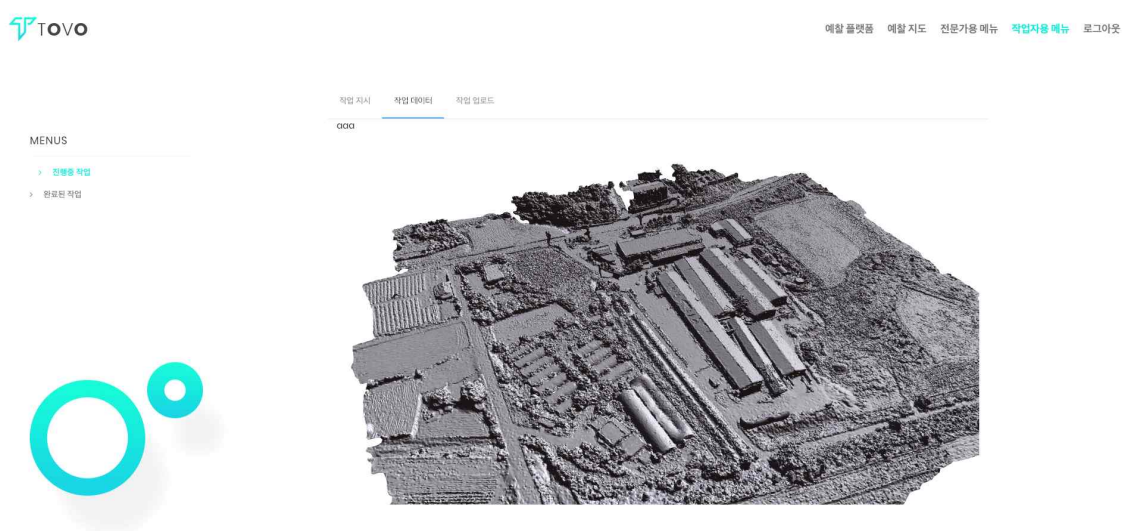 TOVO
예찰 플랫폼 예찰 지도 전문가용 메뉴 작업자용 메뉴 로그아웃
작업 지시 작업 데이터 작업 업로드
aaa
MENUS
진행중 작업
완료된 작업